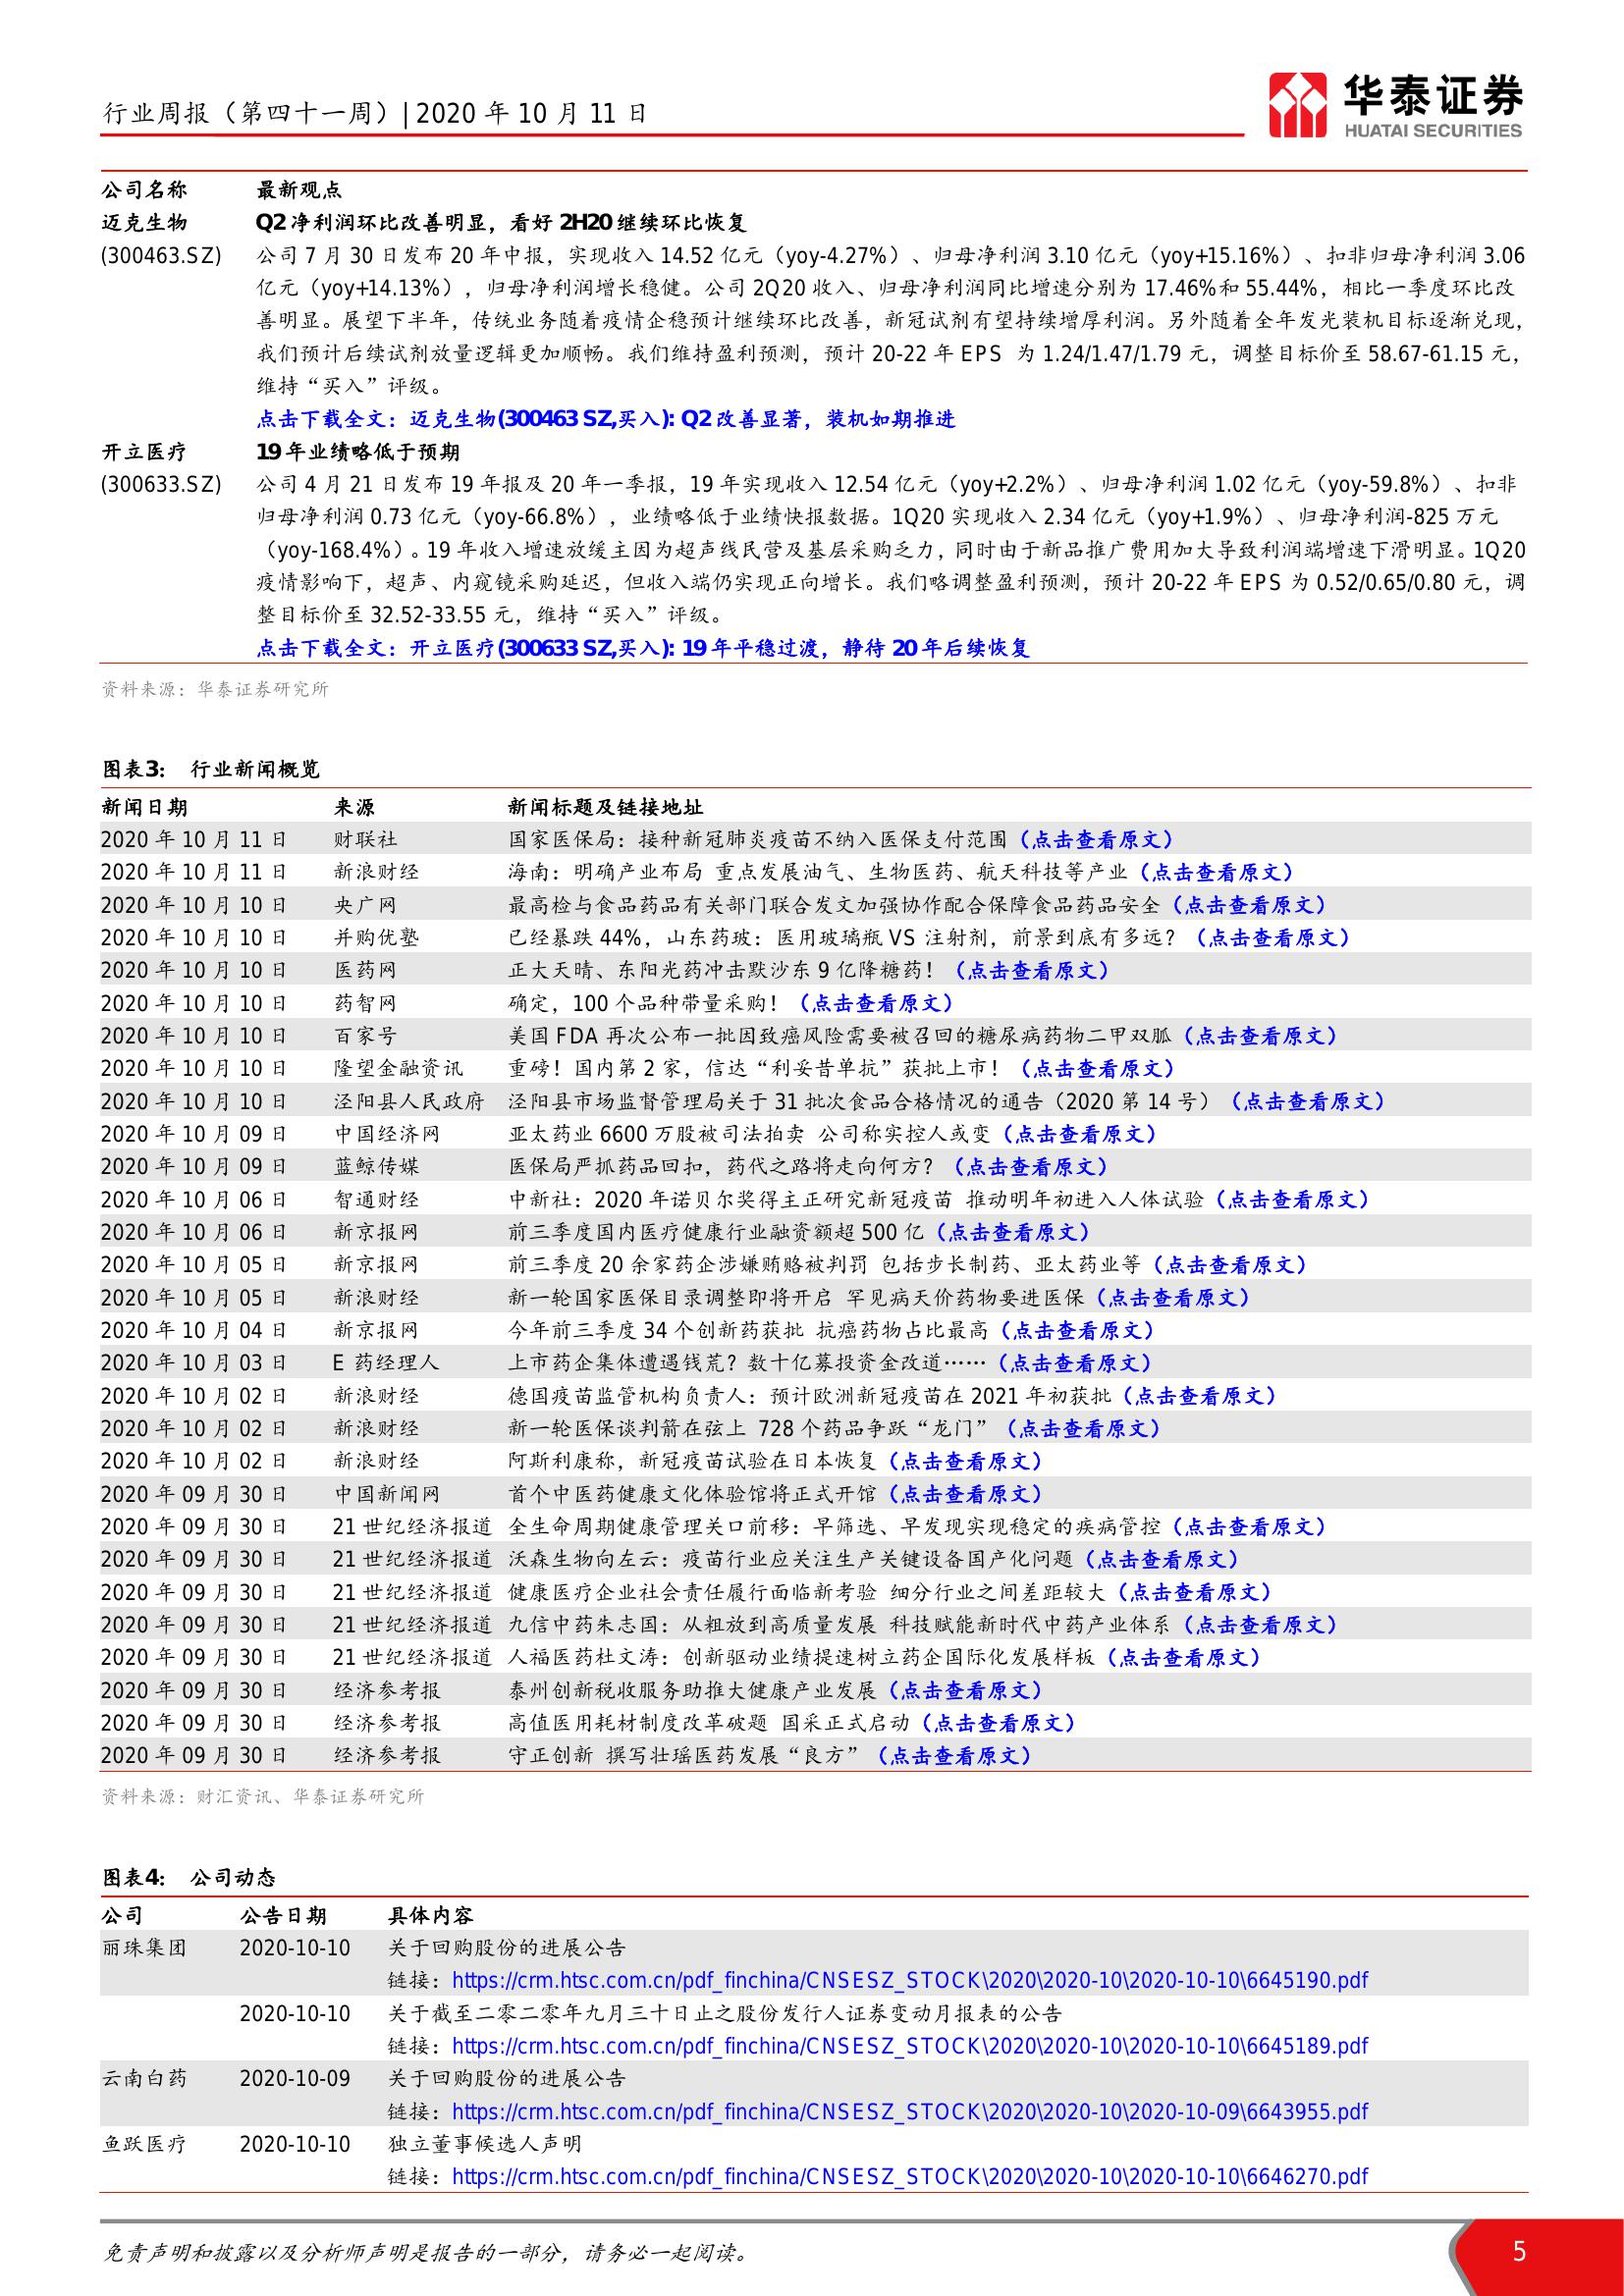 行业周报（第四十一周）| 2020 年 10 月 11 日
华泰证券
HUATAI SECURITIES
公司名称 最新观点
迈克生物 Q2 净利润环比改善明显，看好 2H20 继续环比恢复
(300463.SZ) 公司 7 月 30 日发布 20 年中报，实现收入 14.52 亿元（yoy-4.27%）、归母净利润 3.10 亿元（yoy+15.16%）、扣非归母净利润 3.06
亿元（yoy+14.13%），归母净利润增长稳健。公司 2Q20 收入、归母净利润同比增速分别为 17.46%和 55.44%，相比一季度环比改
善明显。展望下半年，传统业务随着疫情企稳预计继续环比改善，新冠试剂有望持续增厚利润。另外随着全年发光装机目标逐渐兑现，
我们预计后续试剂放量逻辑更加顺畅。我们维持盈利预测，预计 20-22 年 EPS 为 1.24/1.47/1.79 元，调整目标价至 58.67-61.15 元，
维持“买入”评级。
点击下载全文：迈克生物(300463 SZ,买入): Q2 改善显著，装机如期推进
开立医疗 19 年业绩略低于预期
(300633.SZ) 公司 4 月 21 日发布 19 年报及 20 年一季报，19 年实现收入 12.54 亿元（yoy+2.2%）、归母净利润 1.02 亿元（yoy-59.8%）、扣非
归母净利润 0.73 亿元（yoy-66.8%），业绩略低于业绩快报数据。1Q20 实现收入 2.34 亿元（yoy+1.9%）、归母净利润-825 万元
（yoy-168.4%）。19 年收入增速放缓主因为超声线民营及基层采购乏力，同时由于新品推广费用加大导致利润端增速下滑明显。1Q20
疫情影响下，超声、内窥镜采购延迟，但收入端仍实现正向增长。我们略调整盈利预测，预计 20-22 年 EPS 为 0.52/0.65/0.80 元，调
整目标价至 32.52-33.55 元，维持“买入”评级。
点击下载全文：开立医疗(300633 SZ,买入): 19 年平稳过渡，静待 20 年后续恢复
资料来源：华泰证券研究所
图表3： 行业新闻概览
新闻日期 来源 新闻标题及链接地址
2020 年 10 月 11 日 财联社 国家医保局：接种新冠肺炎疫苗不纳入医保支付范围（点击查看原文）
2020 年 10 月 11 日 新浪财经 海南：明确产业布局 重点发展油气、生物医药、航天科技等产业（点击查看原文）
2020 年 10 月 10 日 央广网 最高检与食品药品有关部门联合发文加强协作配合保障食品药品安全（点击查看原文）
2020 年 10 月 10 日 并购优塾 已经暴跌 44%，山东药玻：医用玻璃瓶 VS 注射剂，前景到底有多远？（点击查看原文）
2020 年 10 月 10 日 医药网 正大天晴、东阳光药冲击默沙东 9 亿降糖药！（点击查看原文）
2020 年 10 月 10 日 药智网 确定，100 个品种带量采购！（点击查看原文）
2020 年 10 月 10 日 百家号 美国 FDA 再次公布一批因致癌风险需要被召回的糖尿病药物二甲双胍（点击查看原文）
2020 年 10 月 10 日 隆望金融资讯 重磅！国内第 2 家，信达“利妥昔单抗”获批上市！（点击查看原文）
2020 年 10 月 10 日 泾阳县人民政府 泾阳县市场监督管理局关于 31 批次食品合格情况的通告（2020 第 14 号）（点击查看原文）
2020 年 10 月 09 日 中国经济网 亚太药业 6600 万股被司法拍卖 公司称实控人或变（点击查看原文）
2020 年 10 月 09 日 蓝鲸传媒 医保局严抓药品回扣，药代之路将走向何方？（点击查看原文）
2020 年 10 月 06 日 智通财经 中新社：2020 年诺贝尔奖得主正研究新冠疫苗 推动明年初进入人体试验（点击查看原文）
2020 年 10 月 06 日 新京报网 前三季度国内医疗健康行业融资额超 500 亿（点击查看原文）
2020 年 10 月 05 日 新京报网 前三季度 20 余家药企涉嫌贿赂被判罚 包括步长制药、亚太药业等（点击查看原文）
2020 年 10 月 05 日 新浪财经 新一轮国家医保目录调整即将开启 罕见病天价药物要进医保（点击查看原文）
2020 年 10 月 04 日 新京报网 今年前三季度 34 个创新药获批 抗癌药物占比最高（点击查看原文）
2020 年 10 月 03 日 E 药经理人 上市药企集体遭遇钱荒？数十亿募投资金改道……（点击查看原文）
2020 年 10 月 02 日 新浪财经 德国疫苗监管机构负责人：预计欧洲新冠疫苗在 2021 年初获批（点击查看原文）
2020 年 10 月 02 日 新浪财经 新一轮医保谈判箭在弦上 728 个药品争跃“龙门”（点击查看原文）
2020 年 10 月 02 日 新浪财经 阿斯利康称，新冠疫苗试验在日本恢复（点击查看原文）
2020 年 09 月 30 日 中国新闻网 首个中医药健康文化体验馆将正式开馆（点击查看原文）
2020 年 09 月 30 日 21 世纪经济报道 全生命周期健康管理关口前移：早筛选、早发现实现稳定的疾病管控（点击查看原文）
2020 年 09 月 30 日 21 世纪经济报道 沃森生物向左云：疫苗行业应关注生产关键设备国产化问题（点击查看原文）
2020 年 09 月 30 日 21 世纪经济报道 健康医疗企业社会责任履行面临新考验 细分行业之间差距较大（点击查看原文）
2020 年 09 月 30 日 21 世纪经济报道 九信中药朱志国：从粗放到高质量发展 科技赋能新时代中药产业体系（点击查看原文）
2020 年 09 月 30 日 21 世纪经济报道 人福医药杜文涛：创新驱动业绩提速树立药企国际化发展样板（点击查看原文）
2020 年 09 月 30 日 经济参考报 泰州创新税收服务助推大健康产业发展（点击查看原文）
2020 年 09 月 30 日 经济参考报 高值医用耗材制度改革破题 国采正式启动（点击查看原文）
2020 年 09 月 30 日 经济参考报 守正创新 撰写壮瑶医药发展“良方”（点击查看原文）
资料来源：财汇资讯、华泰证券研究所
图表4： 公司动态
公司 公告日期 具体内容
丽珠集团 2020-10-10 关于回购股份的进展公告
链接：https://crm.htsc.com.cn/pdf_finchina/CNSESZ_STOCK\2020\2020-10\2020-10-10\6645190.pdf
2020-10-10 关于截至二零二零年九月三十日止之股份发行人证券变动月报表的公告
链接：https://crm.htsc.com.cn/pdf_finchina/CNSESZ_STOCK\2020\2020-10\2020-10-10\6645189.pdf
云南白药 2020-10-09 关于回购股份的进展公告
链接：https://crm.htsc.com.cn/pdf_finchina/CNSESZ_STOCK\2020\2020-10\2020-10-09\6643955.pdf
鱼跃医疗 2020-10-10 独立董事候选人声明
链接：https://crm.htsc.com.cn/pdf_finchina/CNSESZ_STOCK\2020\2020-10\2020-10-10\6646270.pdf
免责声明和披露以及分析师声明是报告的一部分，请务必一起阅读。
5